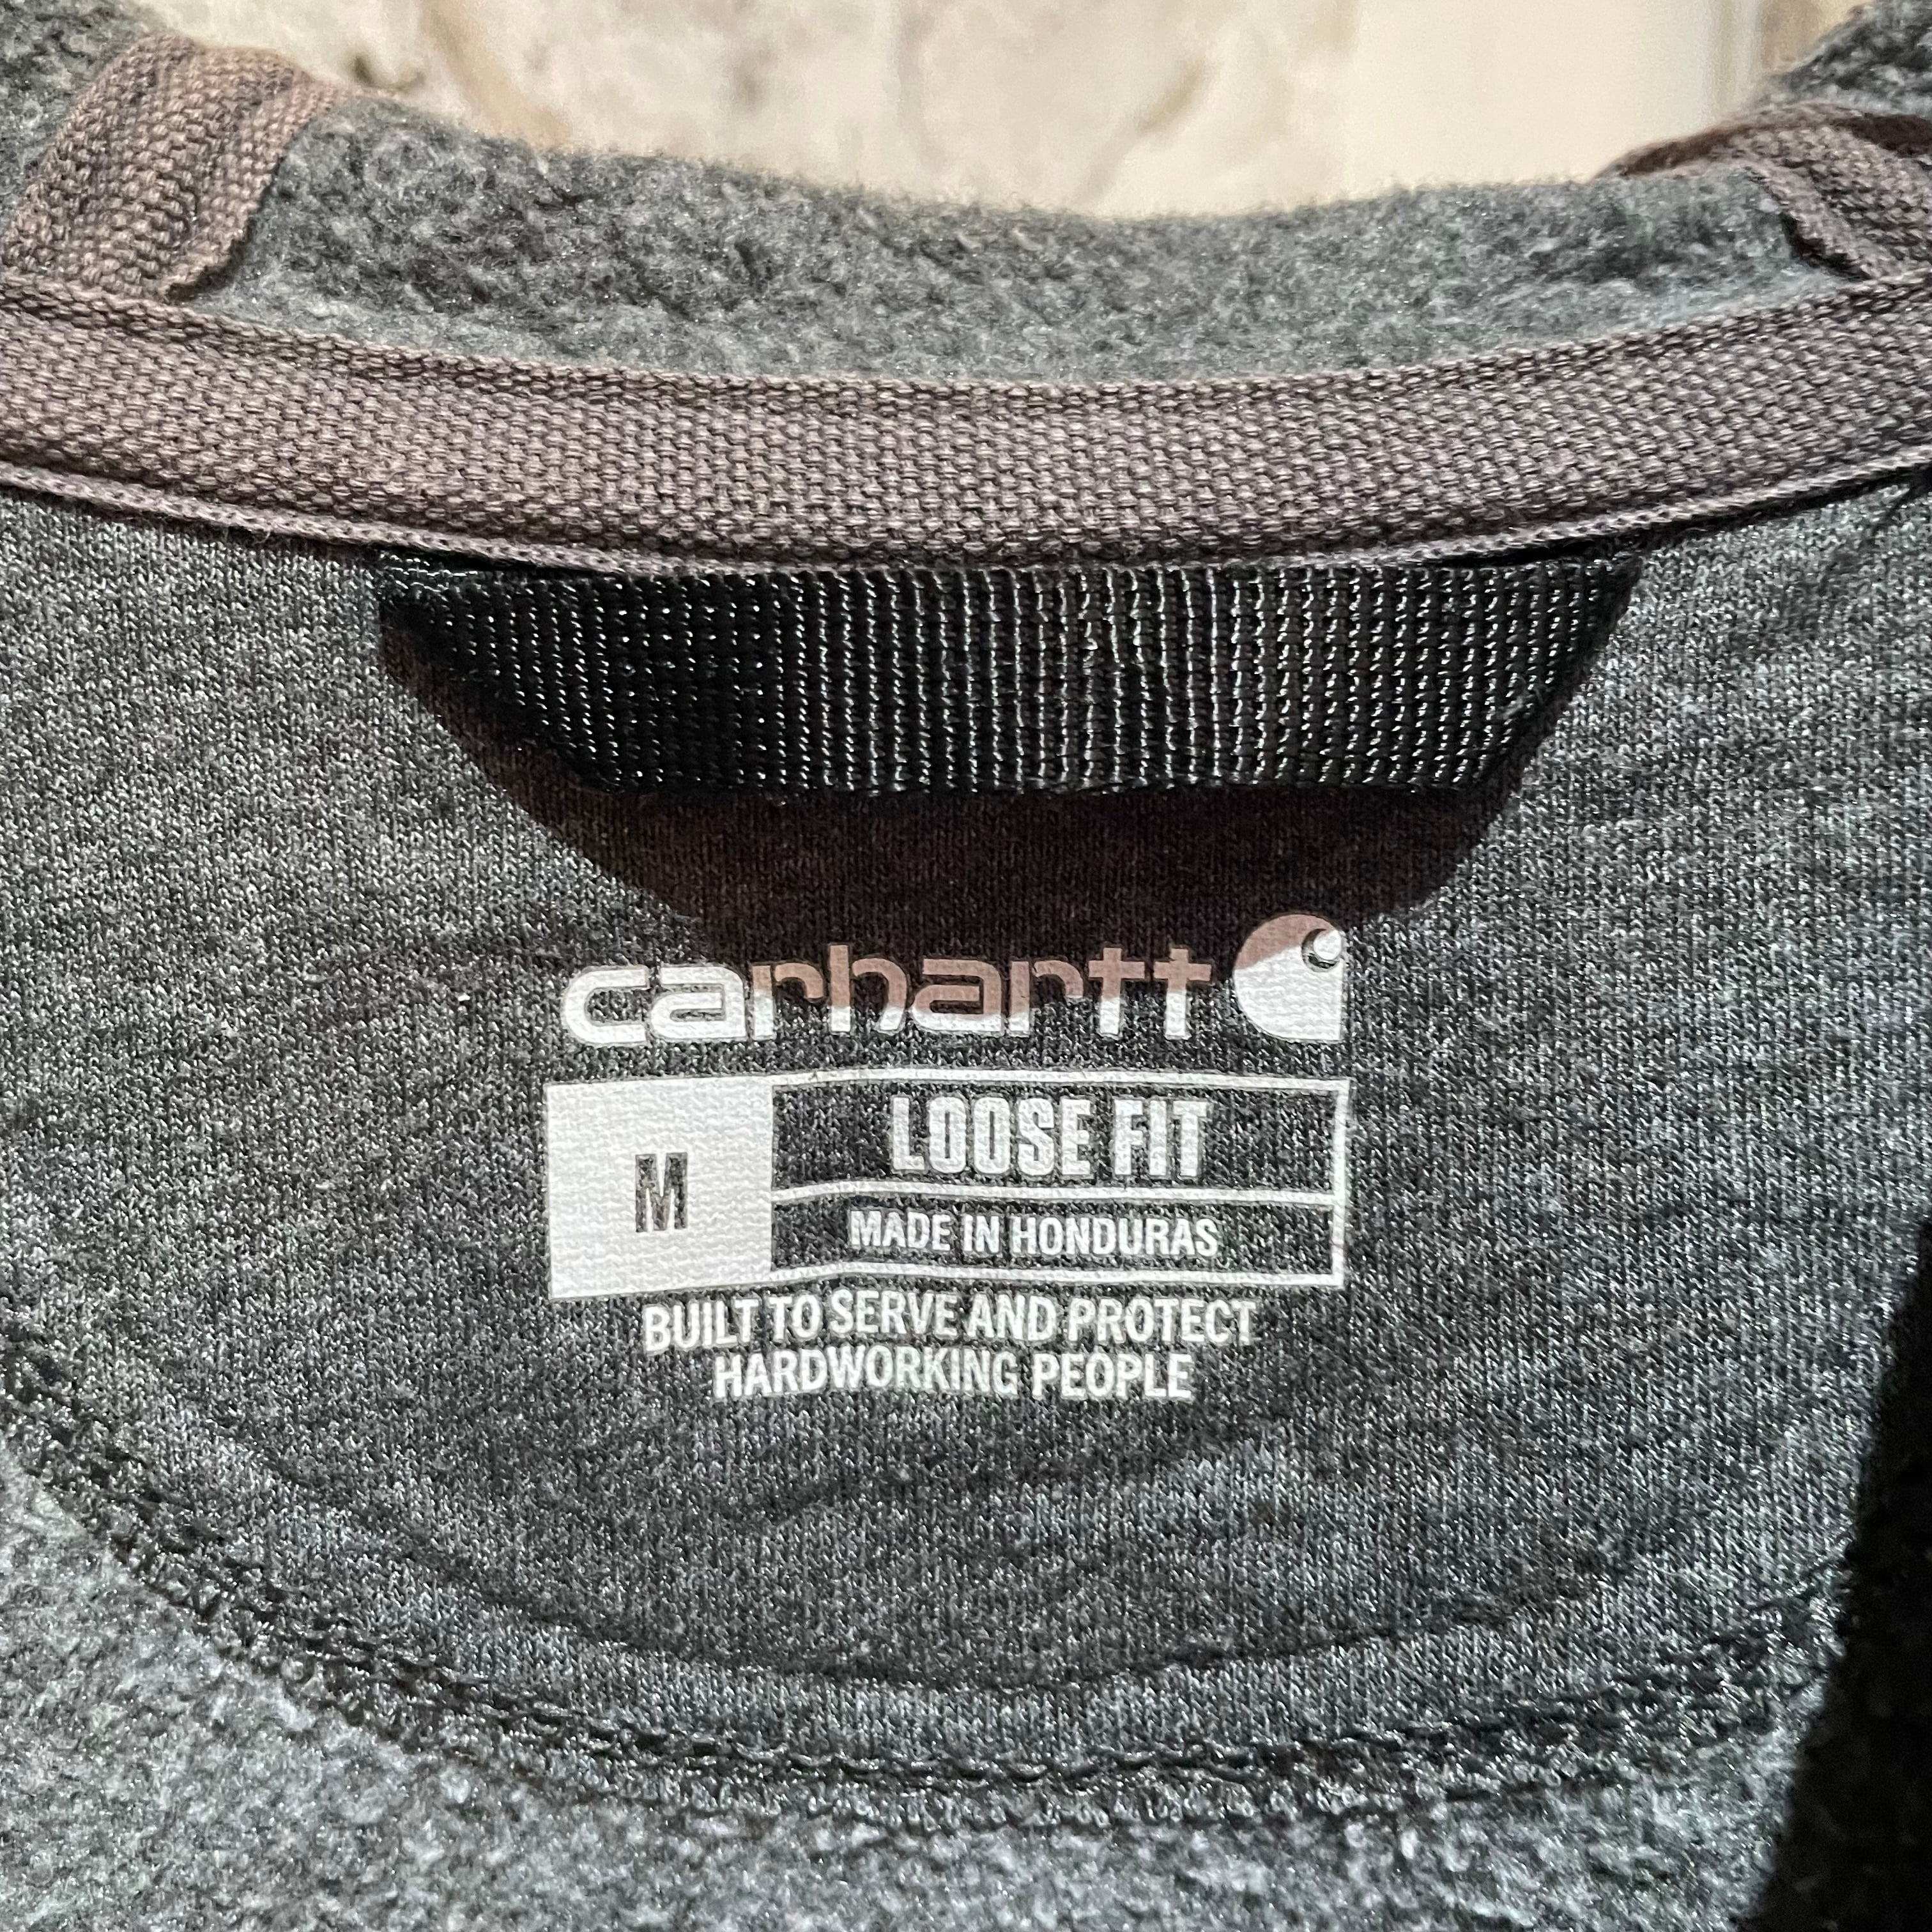 carhartt
M
LOOSE FIT
MADE IN HONDURAS
BUILT TO SERVE AND PROTECT
HARDWORKING PEOPLE